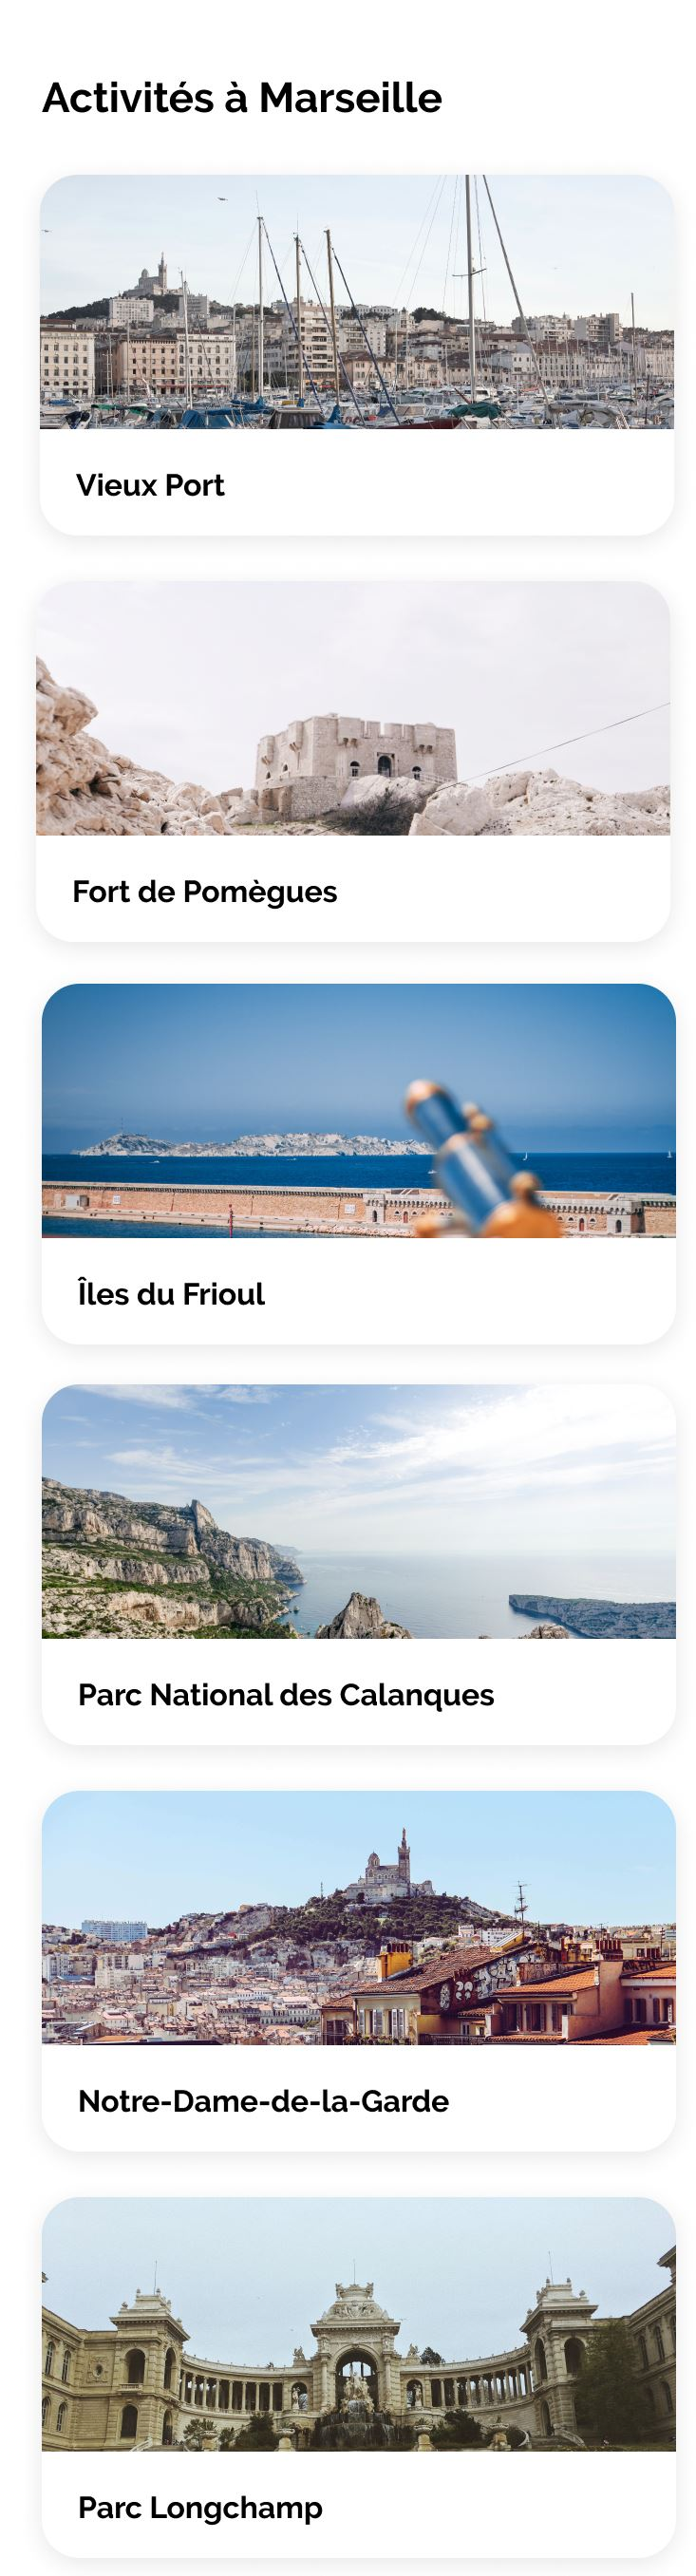 Activités à Marseille
Vieux Port
Fort de Pomègues
Îles du Frioul
Parc National des Calanques
Notre-Dame-de-la-Garde
Parc Longchamp